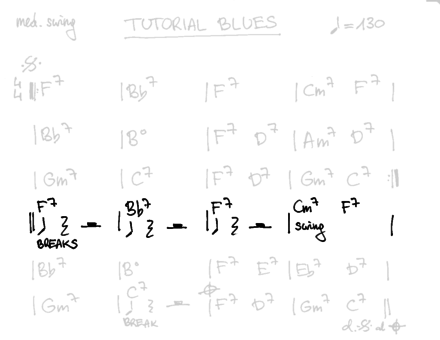 med. swing TUTORIAL BLUES ♩=130
𝄋
4/4 F7 | Bb7 | F7 | Cm7 F7 |
| Bb7 | B° | F7 D7 | Am7 D7 |
| Gm7 | C7 | F7 D7 | Gm7 C7 :||
F7 | Bb7 | F7 | Cm7 F7 |
BREAKS swing
| Bb7 | B° | F7 E7 | Eb7 D7 |
| Gm7 | C7 | F7 D7 | Gm7 C7 ||
BREAK d.𝄋.al 𝄌